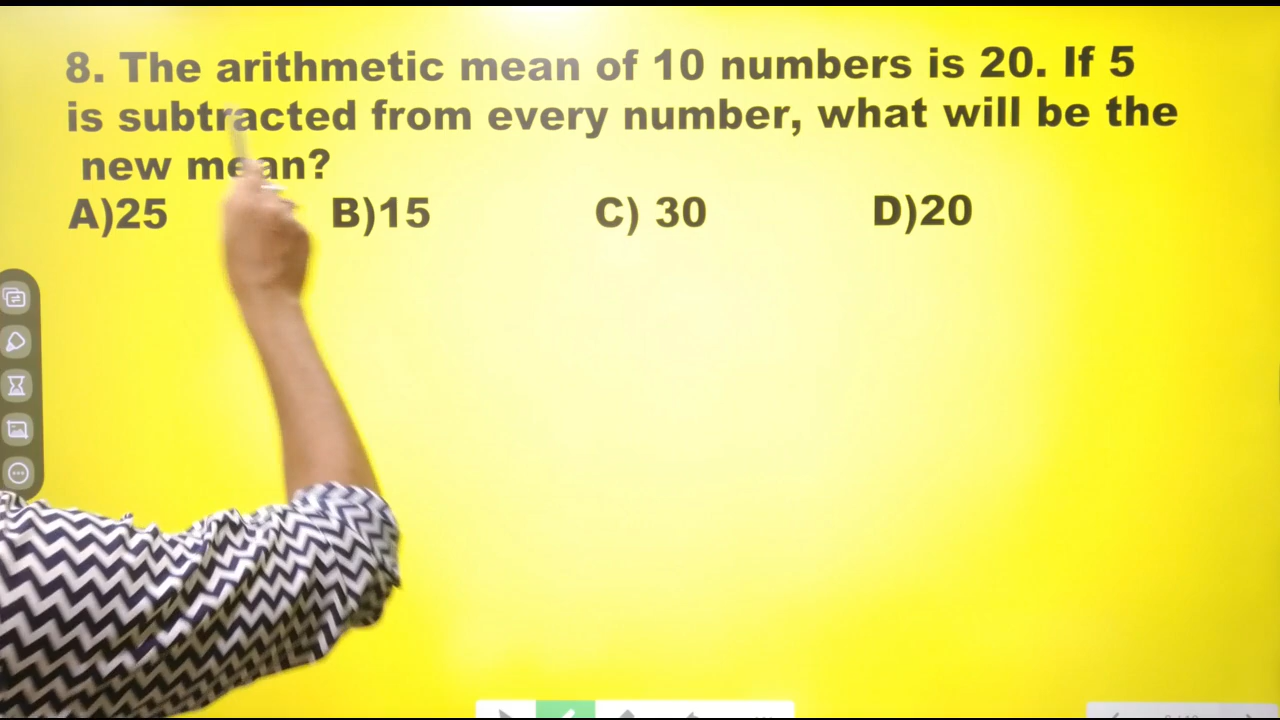 8. The arithmetic mean of 10 numbers is 20. If 5
is subtracted from every number, what will be the
new mean?
A)25 B)15 C) 30 D)20